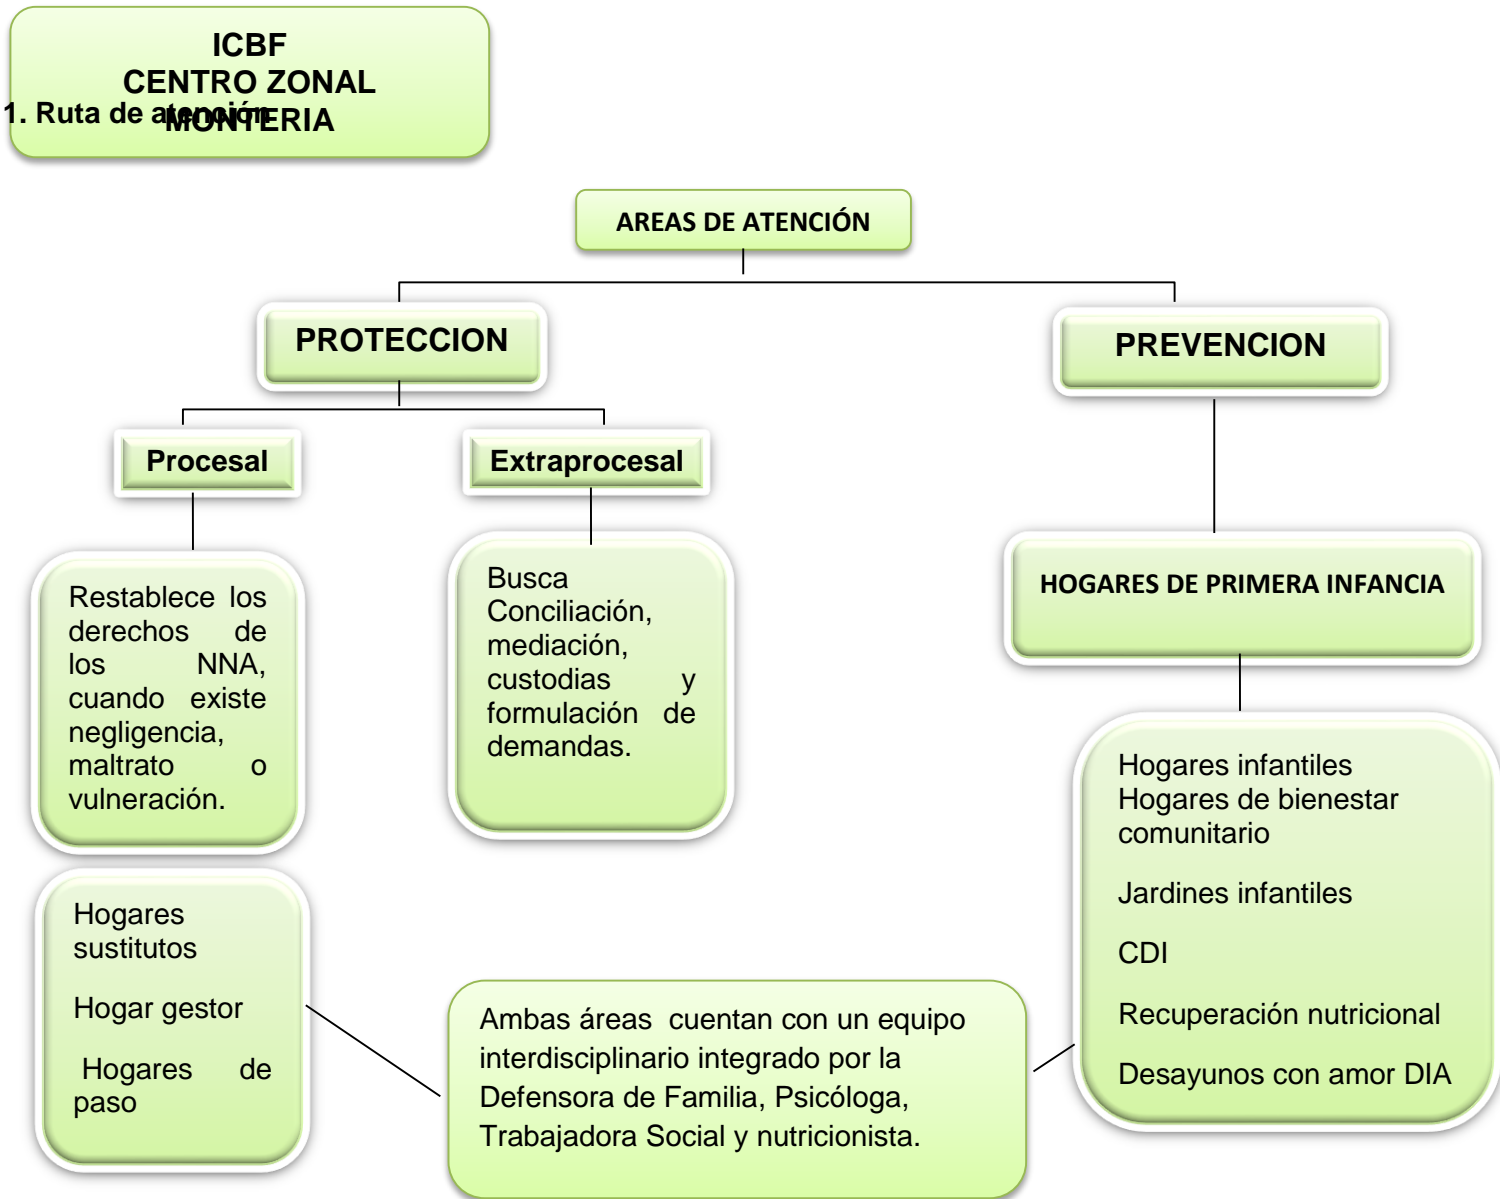 ICBF
CENTRO ZONAL
MONTERIA
1. Ruta de atención
AREAS DE ATENCIÓN
PROTECCION
PREVENCION
Procesal
Extraprocesal
Restablece los
derechos de
los NNA,
cuando existe
negligencia,
maltrato o
vulneración.
Busca
Conciliación,
mediación,
custodias y
formulación de
demandas.
HOGARES DE PRIMERA INFANCIA
Hogares infantiles
Hogares de bienestar
comunitario
Jardines infantiles
CDI
Recuperación nutricional
Desayunos con amor DIA
Hogares
sustitutos
Hogar gestor
Hogares de
paso
Ambas áreas cuentan con un equipo
interdisciplinario integrado por la
Defensora de Familia, Psicóloga,
Trabajadora Social y nutricionista.